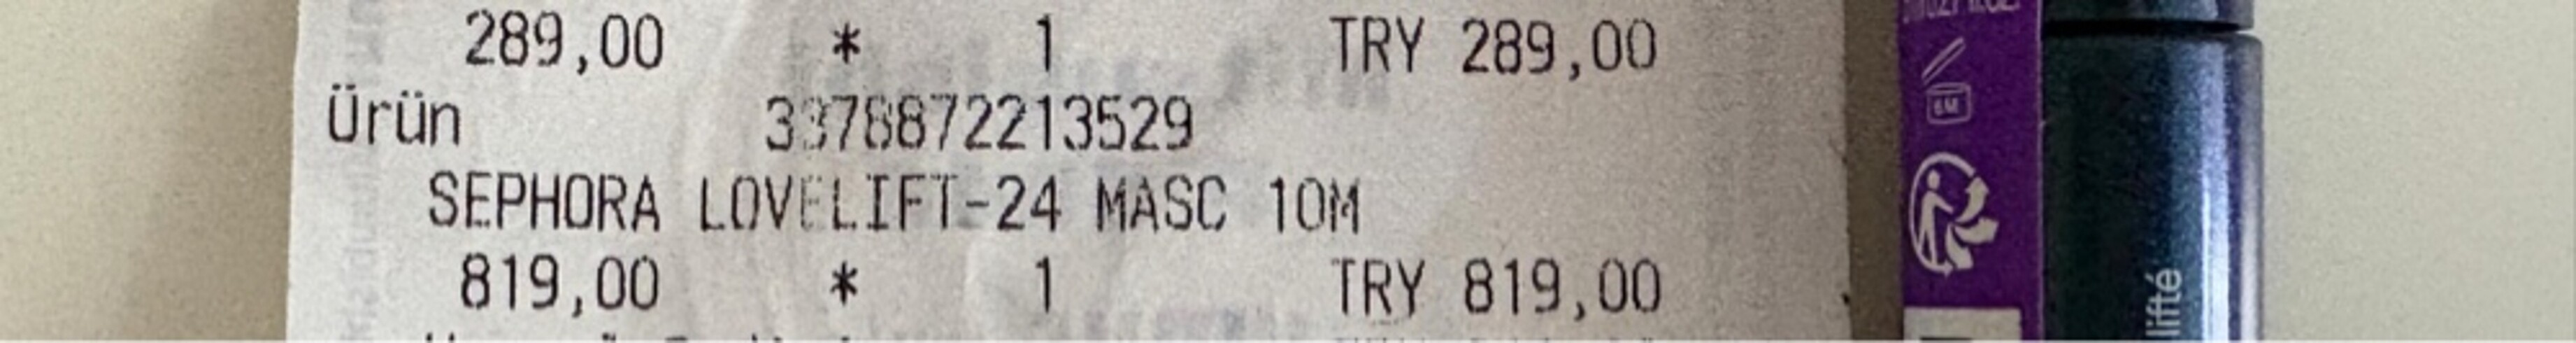 289,00 * 1 TRY 289,00
Ürün 3378872213529
SEPHORA LOVELIFT-24 MASC 10M
819,00 * 1 TRY 819,00
6M
lifté